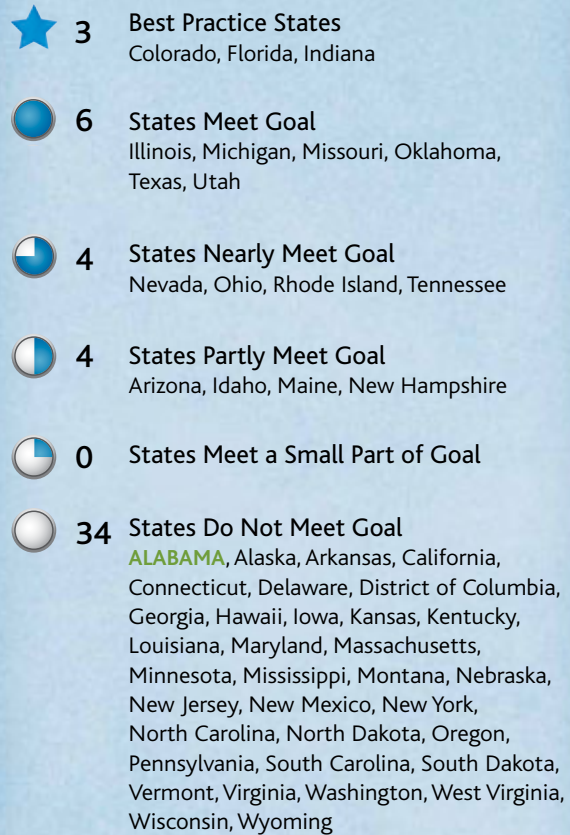 3 Best Practice States
Colorado, Florida, Indiana
6 States Meet Goal
Illinois, Michigan, Missouri, Oklahoma,
Texas, Utah
4 States Nearly Meet Goal
Nevada, Ohio, Rhode Island, Tennessee
4 States Partly Meet Goal
Arizona, Idaho, Maine, New Hampshire
0 States Meet a Small Part of Goal
34 States Do Not Meet Goal
ALABAMA, Alaska, Arkansas, California,
Connecticut, Delaware, District of Columbia,
Georgia, Hawaii, Iowa, Kansas, Kentucky,
Louisiana, Maryland, Massachusetts,
Minnesota, Mississippi, Montana, Nebraska,
New Jersey, New Mexico, New York,
North Carolina, North Dakota, Oregon,
Pennsylvania, South Carolina, South Dakota,
Vermont, Virginia, Washington, West Virginia,
Wisconsin, Wyoming